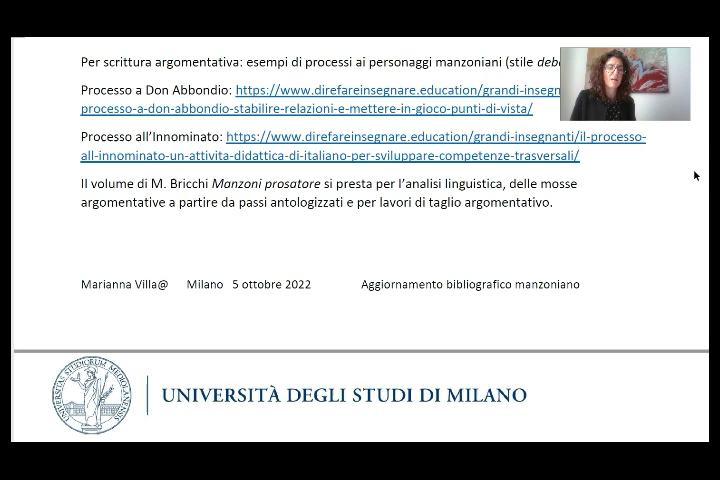 Per scrittura argomentativa: esempi di processi ai personaggi manzoniani (stile
Processo a Don Abbondio: https://www.direfareinsegnare.education/grandi-insegn
processo-a-don-abbondio-stabilire-relazioni-e-mettere-in-gioco-punti-di-vista/
Processo all’Innominato: https://www.direfareinsegnare.education/grandi-insegnanti/il-processo-
all-innominato-un-attivita-didattica-di-italiano-per-sviluppare-competenze-trasversali/
Il volume di M. Bricchi Manzoni prosatore si presta per l’analisi linguistica, delle mosse
argomentative a partire da passi antologizzati e per lavori di taglio argomentativo.
Marianna Villa@ Milano 5 ottobre 2022 Aggiornamento bibliografico manzoniano
UNIVERSITÀ DEGLI STUDI DI MILANO